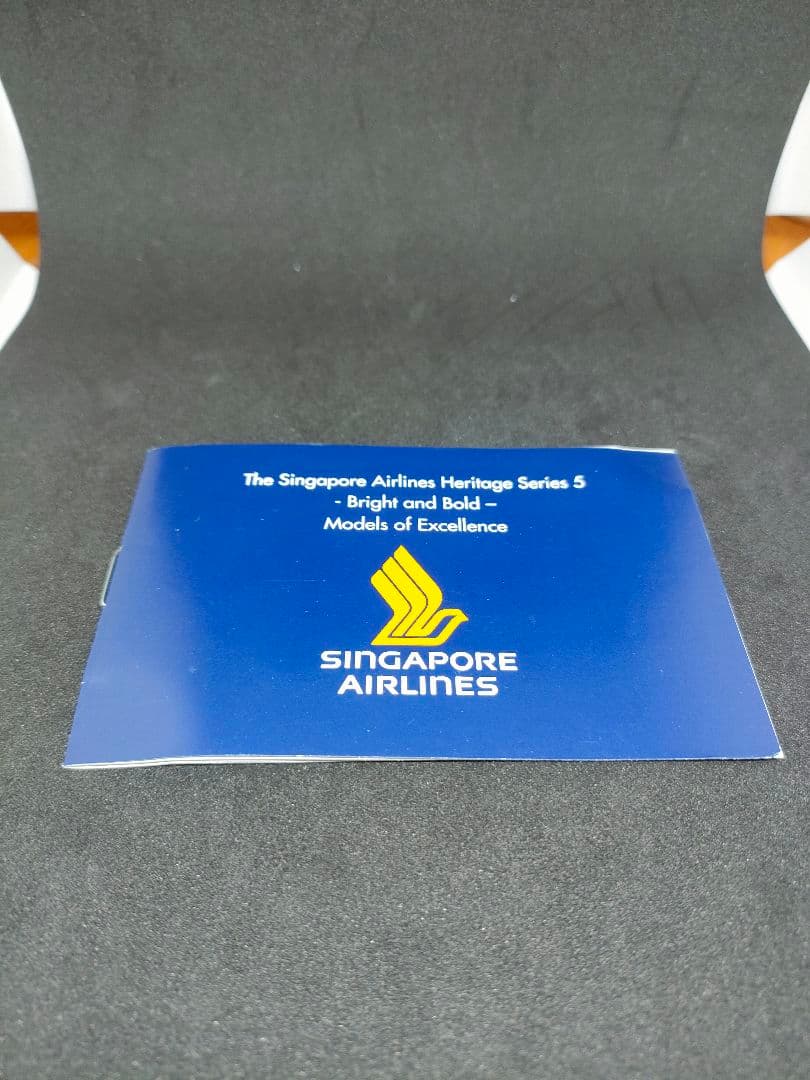 The Singapore Airlines Heritage Series 5
- Bright and Bold –
Models of Excellence
SINGAPORE
AIRLINES